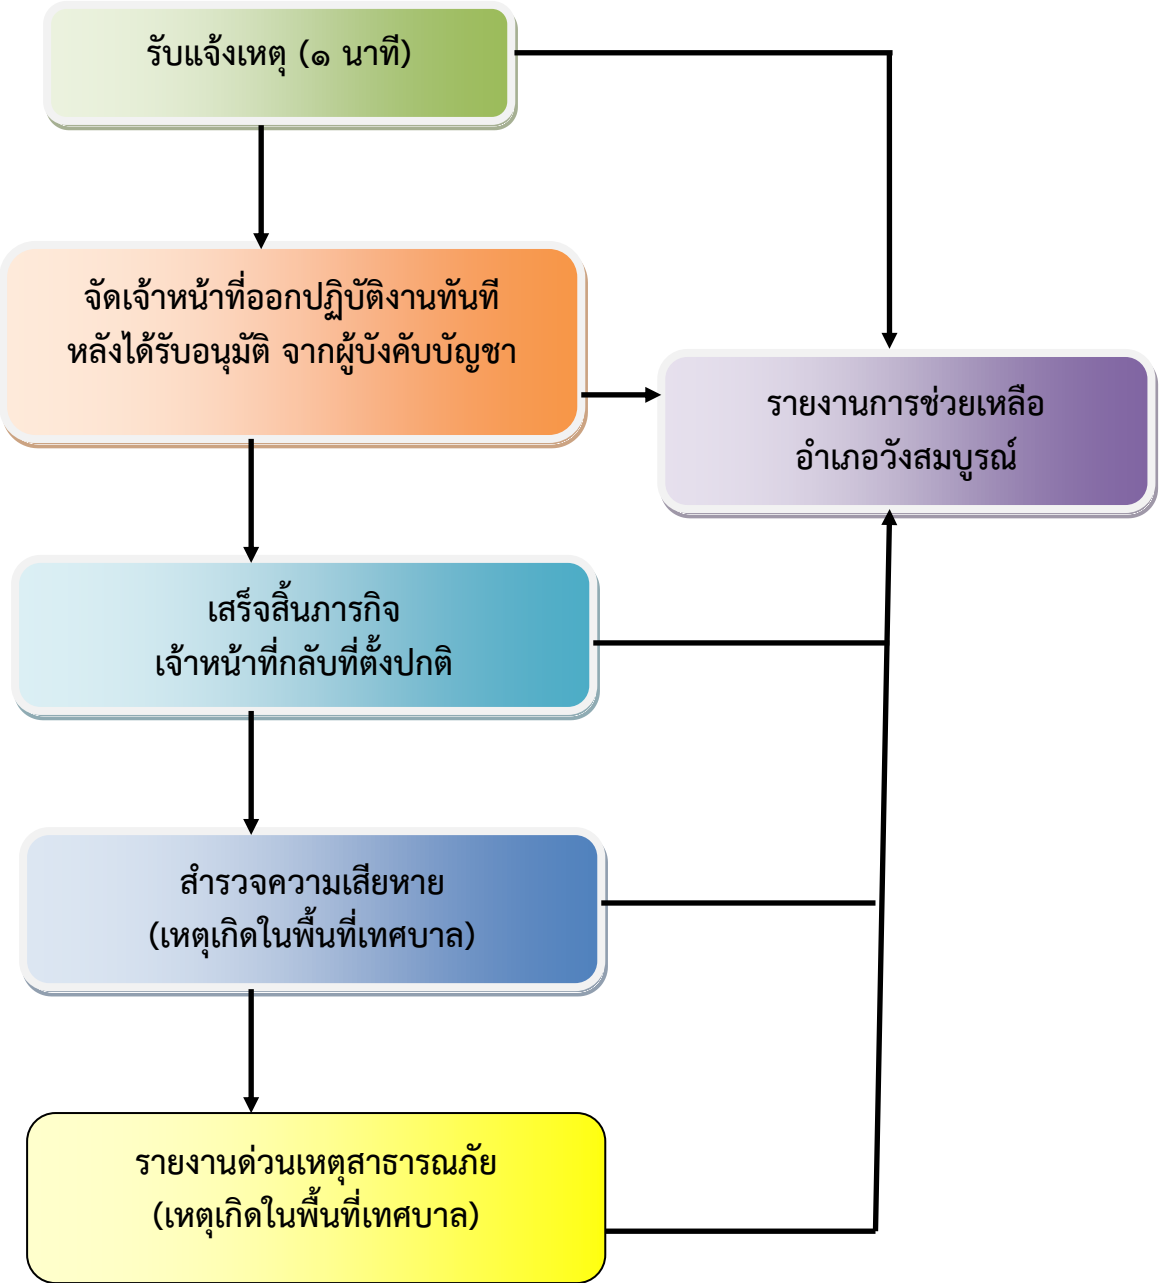 รับแจ้งเหตุ (๑ นาที)
จัดเจ้าหน้าที่ออกปฏิบัติงานทันที
หลังได้รับอนุมัติ จากผู้บังคับบัญชา
รายงานการช่วยเหลือ
อำเภอวังสมบูรณ์
เสร็จสิ้นภารกิจ
เจ้าหน้าที่กลับที่ตั้งปกติ
สำรวจความเสียหาย
(เหตุเกิดในพื้นที่เทศบาล)
รายงานด่วนเหตุสาธารณภัย
(เหตุเกิดในพื้นที่เทศบาล)